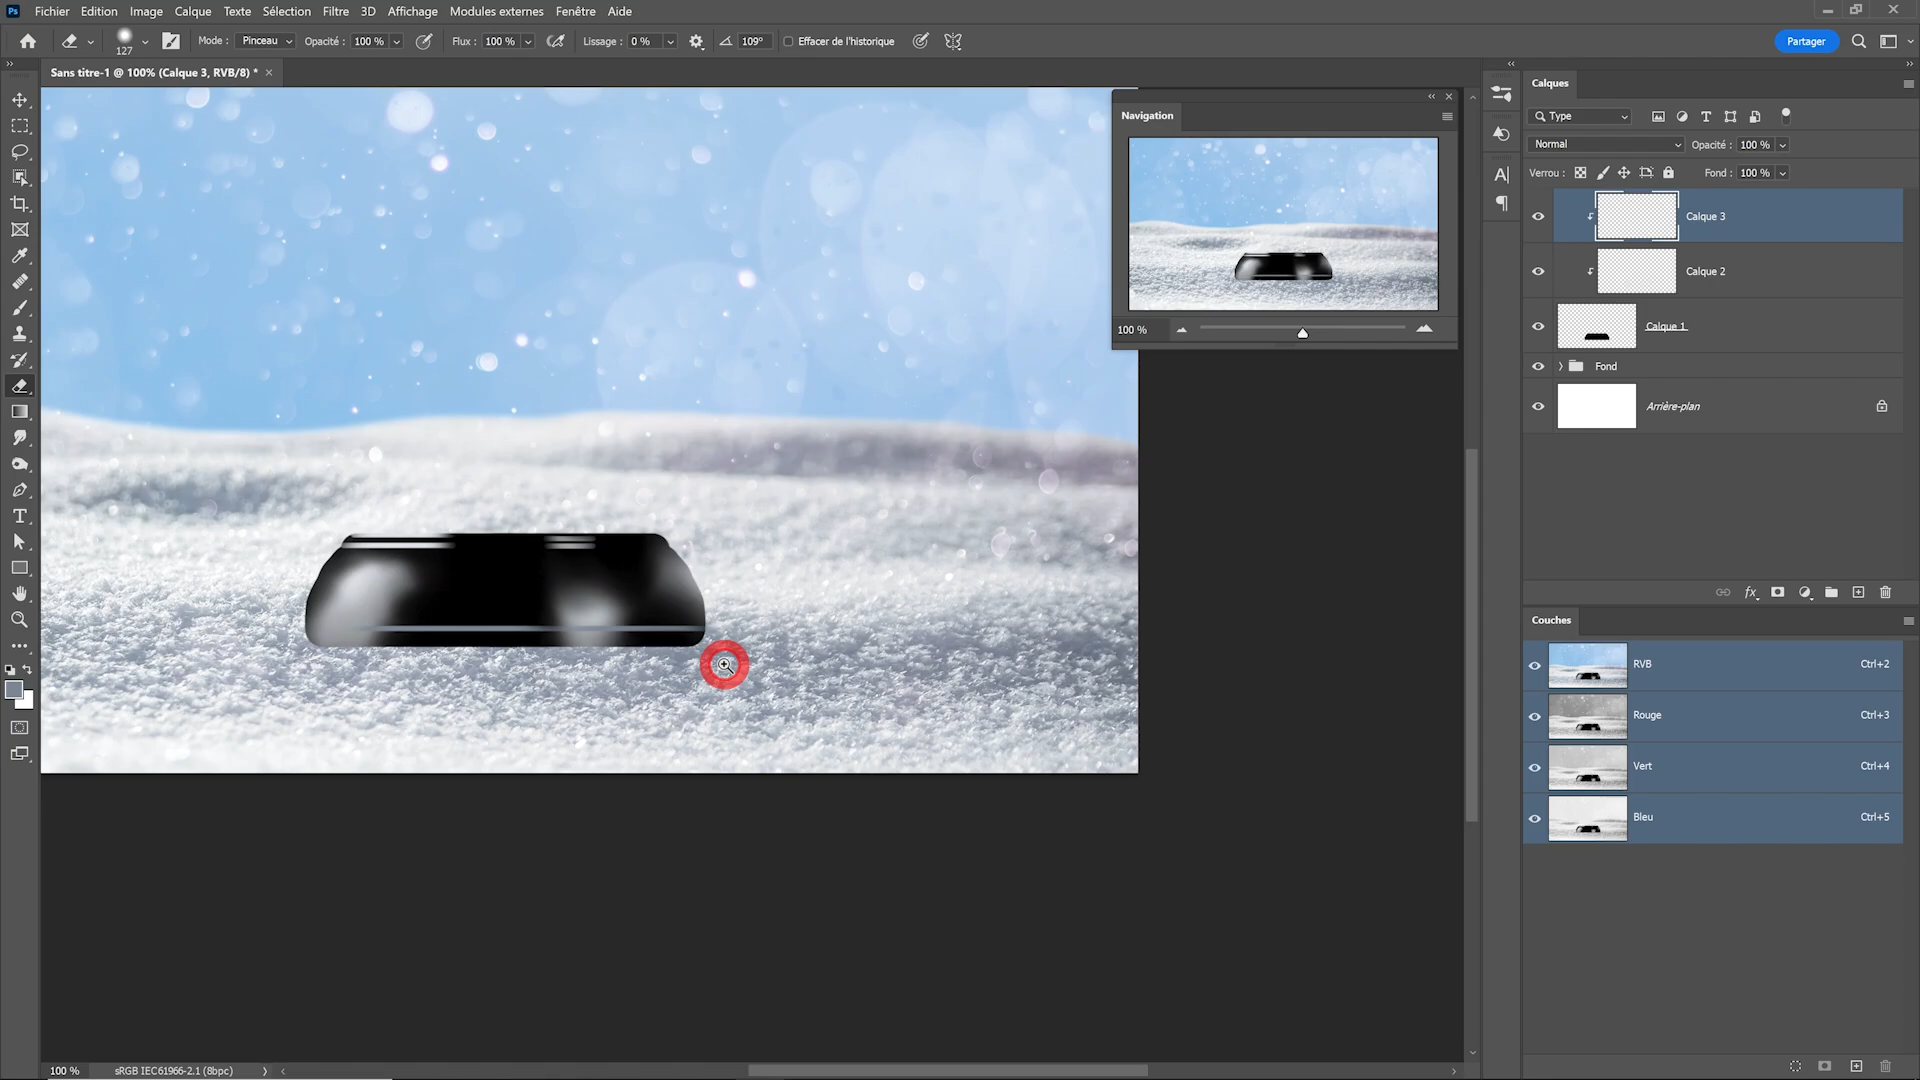 Ps Fichier Edition Image Calque Texte Sélection Filtre 3D Affichage Modules externes Fenêtre Aide
127 Mode : Pinceau Opacité : 100 % Flux : 100 % Lissage : 0 % 109° Effacer de l'historique Partager
Sans titre-1 @ 100% (Calque 3, RVB/8) * ×
Navigation
100 %
Calques
Type
Normal Opacité : 100 %
Verrou : Fond : 100 %
Calque 3
Calque 2
Calque 1
Fond
Arrière-plan
fx
Couches
RVB Ctrl+2
Rouge Ctrl+3
Vert Ctrl+4
Bleu Ctrl+5
100 % sRGB IEC61966-2.1 (8bpc)